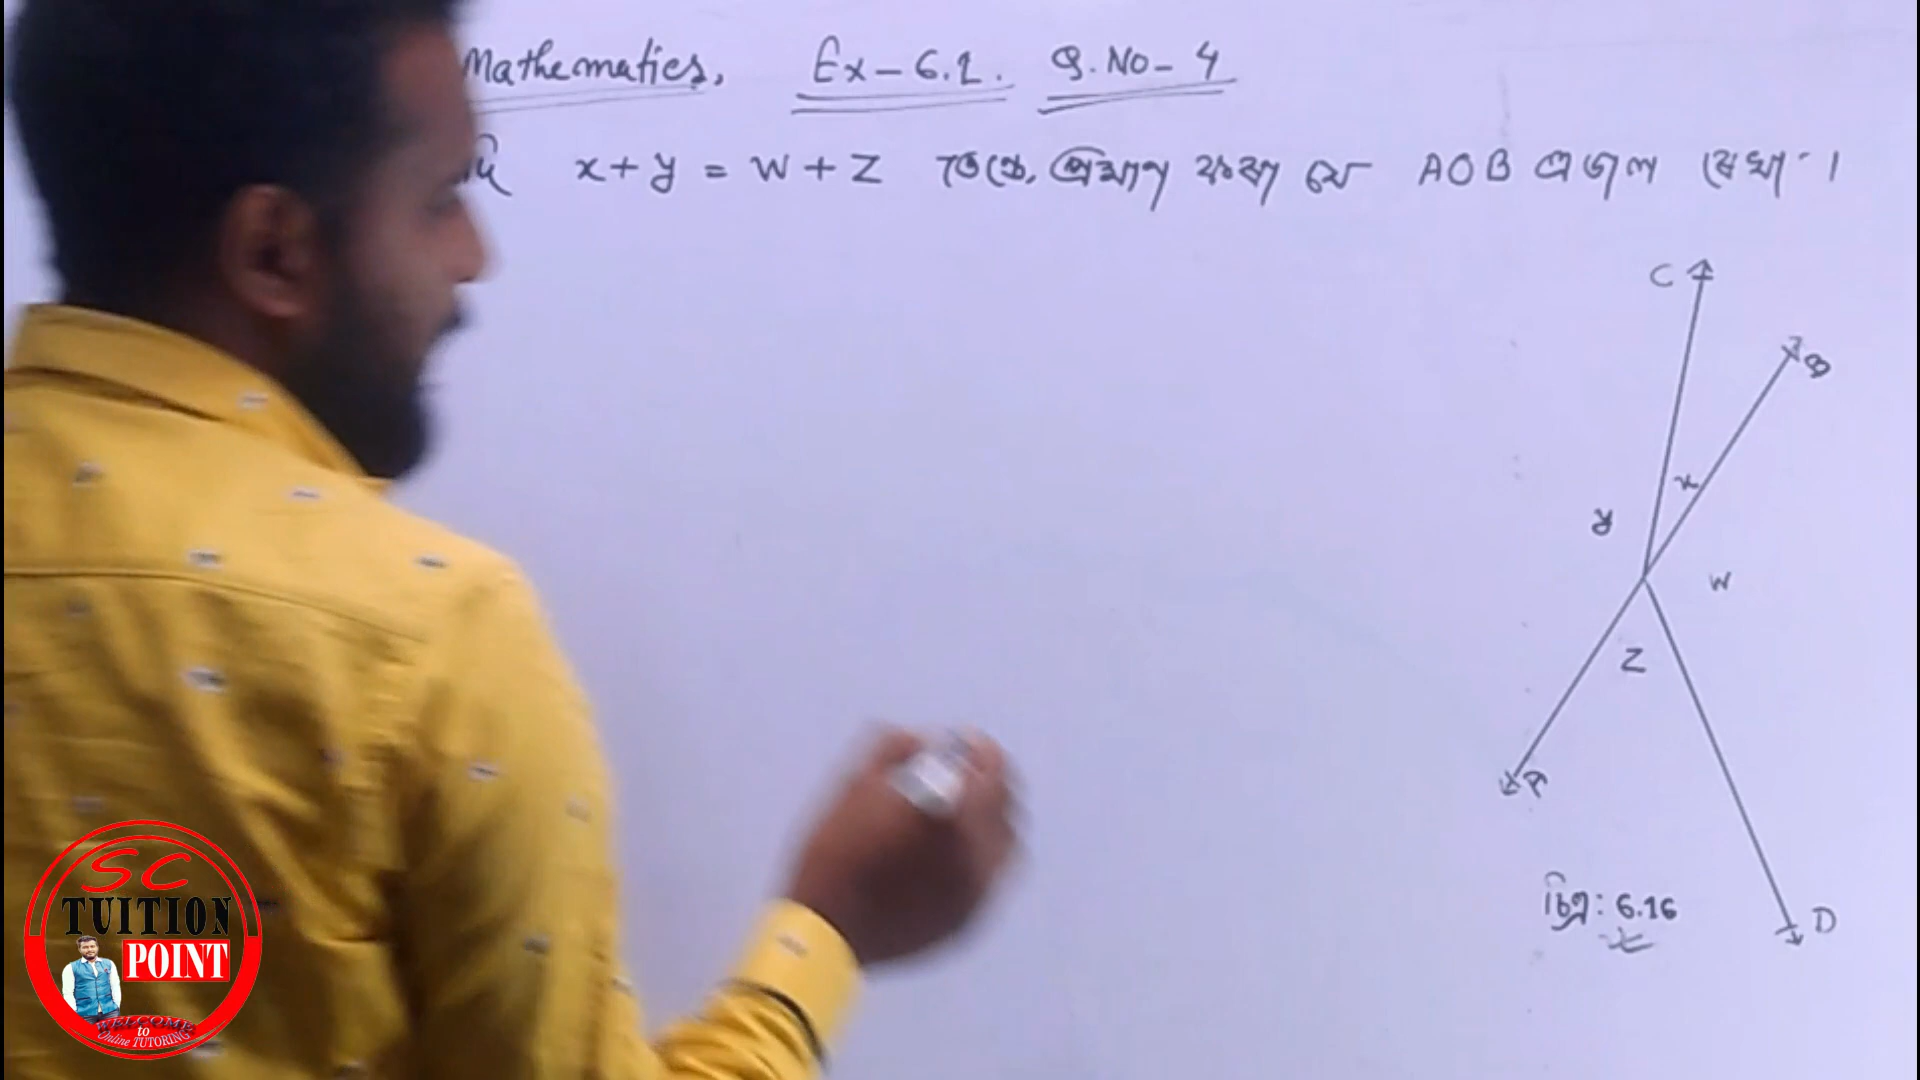 Mathematics, Ex-6.1. Q.No-4
x+y = w+z তেন্তে, প্ৰমাণ কৰা যে AOB এডাল ৰেখা।
C
B
x
y
w
z
A
চিত্ৰ: 6.16
D
SC
TUITION
POINT
WELCOME
to
Online TUTORING